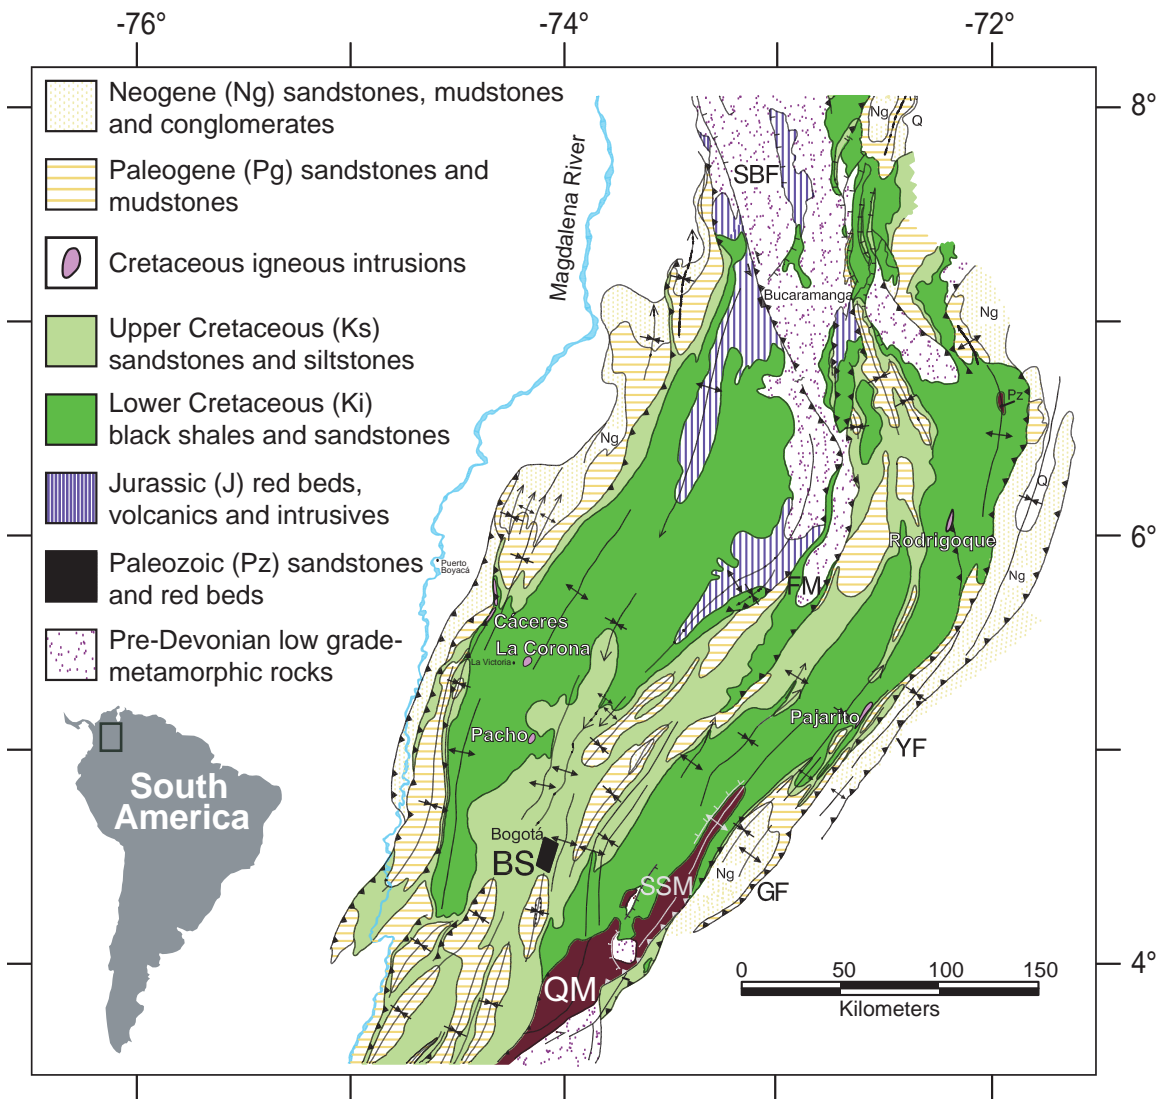 -76°
-74°
-72°
Neogene (Ng) sandstones, mudstones
and conglomerates
Paleogene (Pg) sandstones and
mudstones
Cretaceous igneous intrusions
Upper Cretaceous (Ks)
sandstones and siltstones
Lower Cretaceous (Ki)
black shales and sandstones
Jurassic (J) red beds,
volcanics and intrusives
Paleozoic (Pz) sandstones
and red beds
Pre-Devonian low grade-
metamorphic rocks
South
America
Magdalena River
Ng
Q
8°
SBF
Bucaramanga
Ng
Pz
Ng
Q
Rodrigoque
6°
Puerto
Boyacá
Ng
FM
Cáceres
La Corona
La Victoria
Pajarito
Pacho
YF
Bogotá
BS
Ng
SSM
GF
QM
4°
0
50
100
150
Kilometers